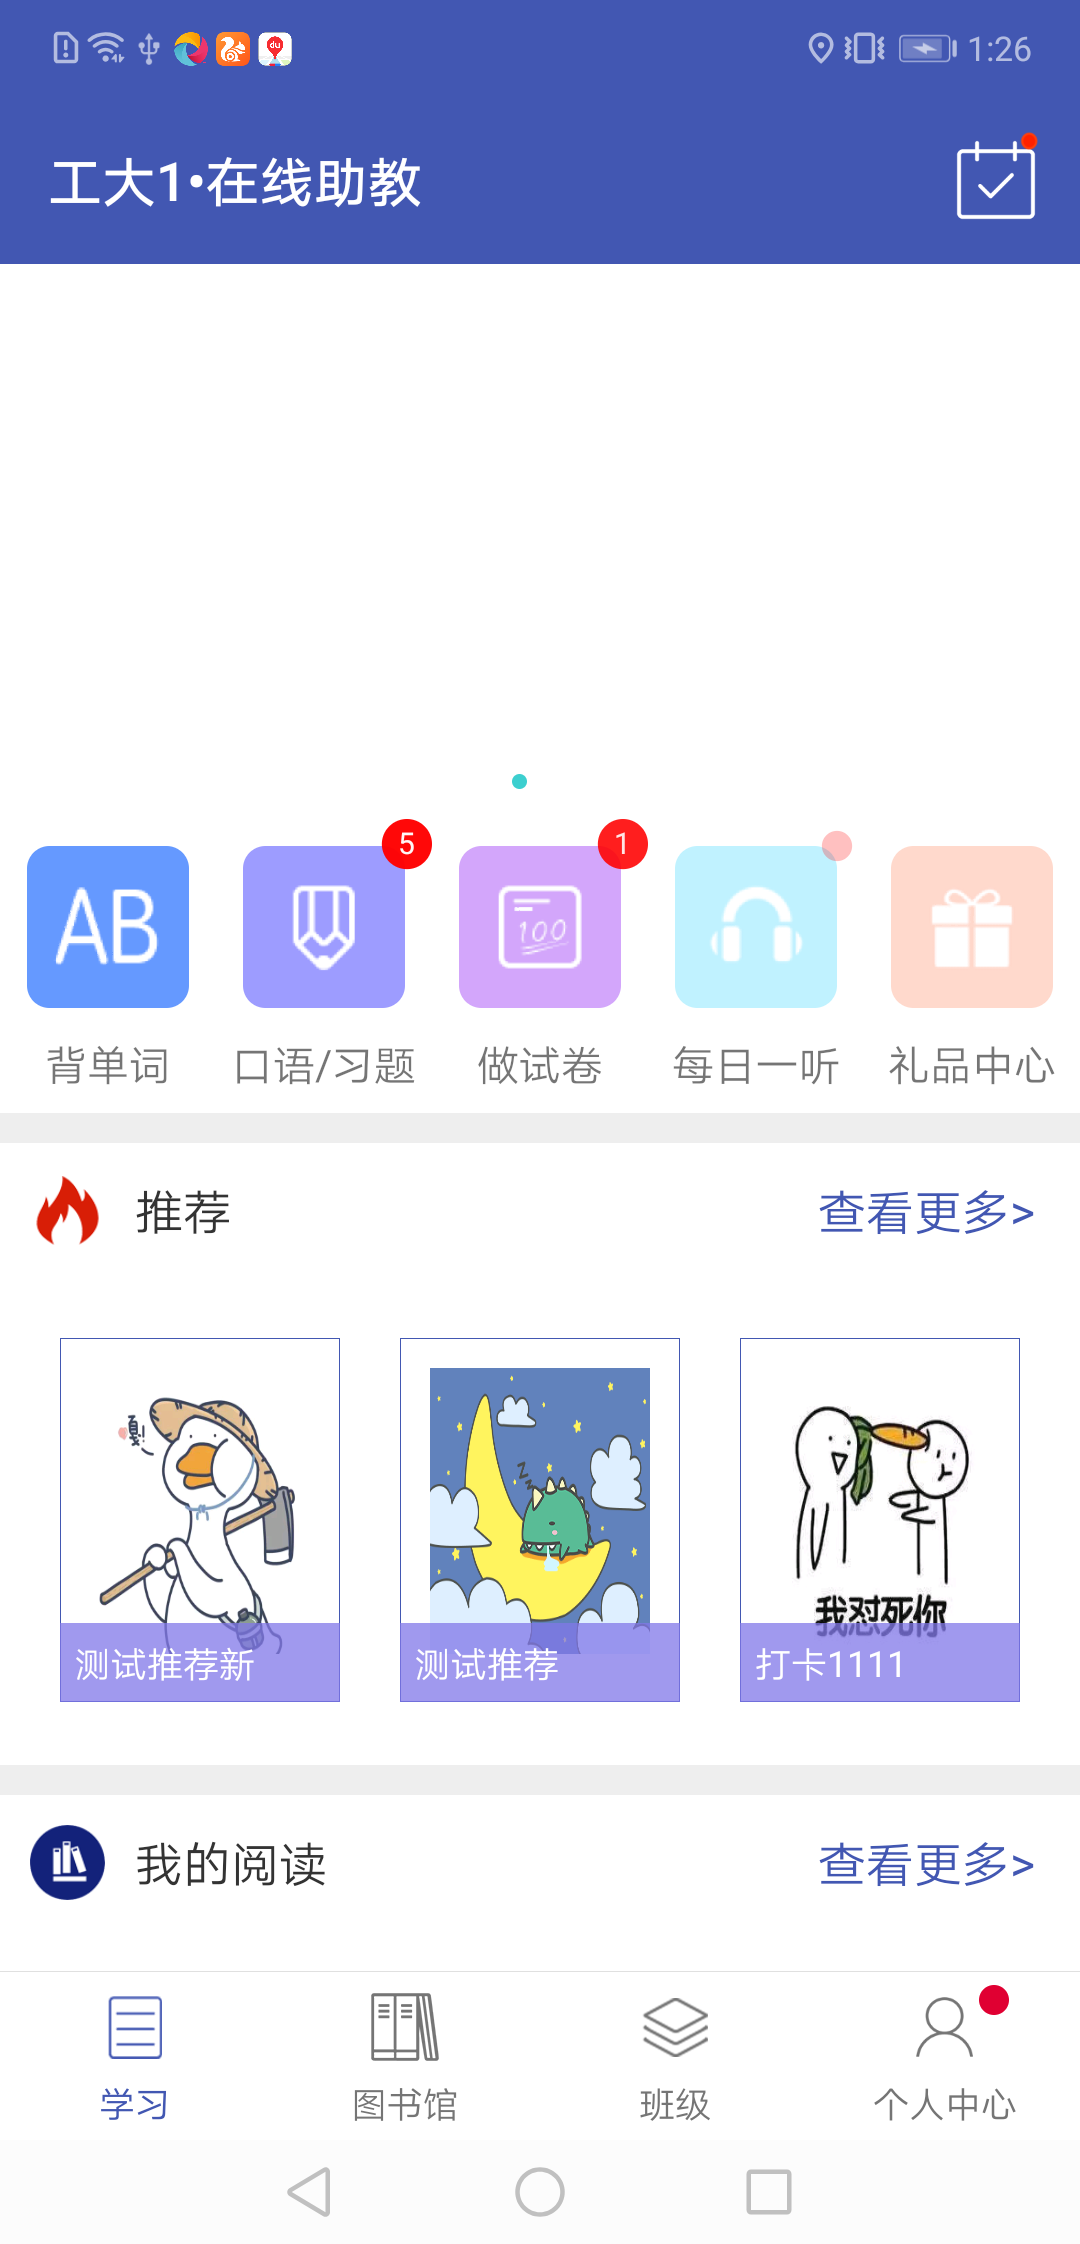 1:26
工大1•在线助教
5
1
AB
100
背单词
口语/习题
做试卷
每日一听
礼品中心
推荐
查看更多>
嘎!
我怼死你
测试推荐新
测试推荐
打卡1111
我的阅读
查看更多>
学习
图书馆
班级
个人中心